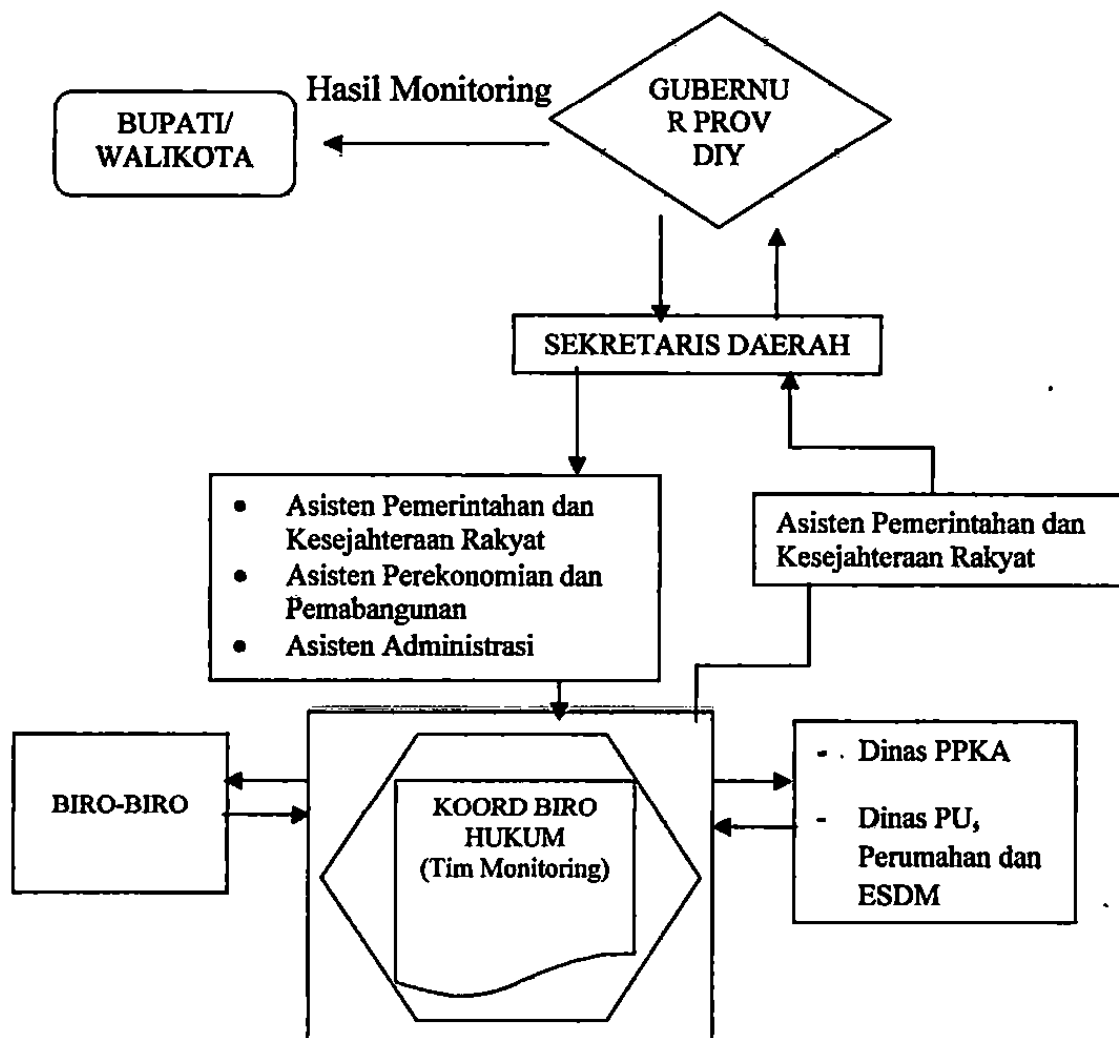 Hasil Monitoring
GUBERNU
R PROV
DIY
BUPATI/
WALIKOTA
SEKRETARIS DAERAH
• Asisten Pemerintahan dan
Kesejahteraan Rakyat
• Asisten Perekonomian dan
Pemabangunan
• Asisten Administrasi
Asisten Pemerintahan dan
Kesejahteraan Rakyat
BIRO-BIRO
KOORD BIRO
HUKUM
(Tim Monitoring)
- Dinas PPKA
- Dinas PU,
Perumahan dan
ESDM